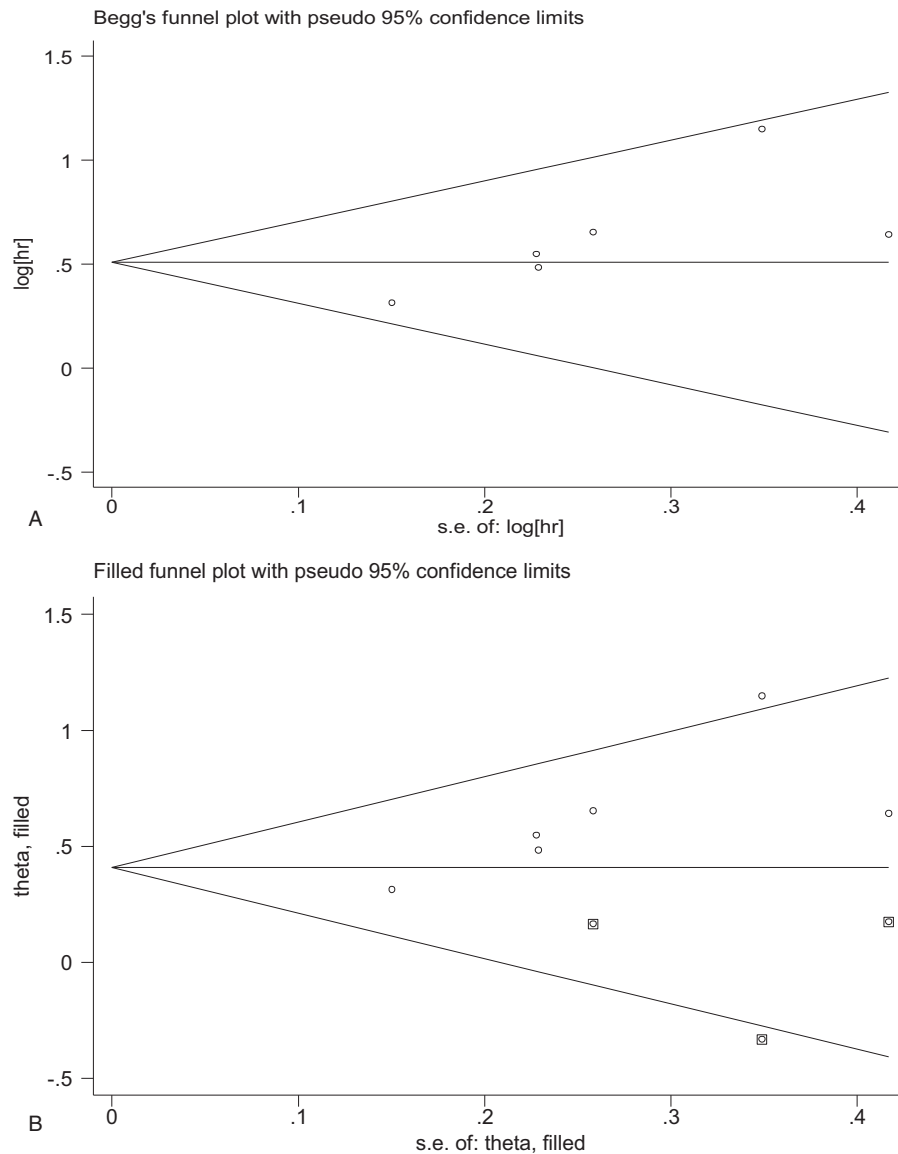 Begg's funnel plot with pseudo 95% confidence limits
1.5
1
.5
0
-.5
log[hr]
0 .1 .2 .3 .4
s.e. of: log[hr]
A
Filled funnel plot with pseudo 95% confidence limits
1.5
1
.5
0
-.5
theta, filled
0 .1 .2 .3 .4
s.e. of: theta, filled
B